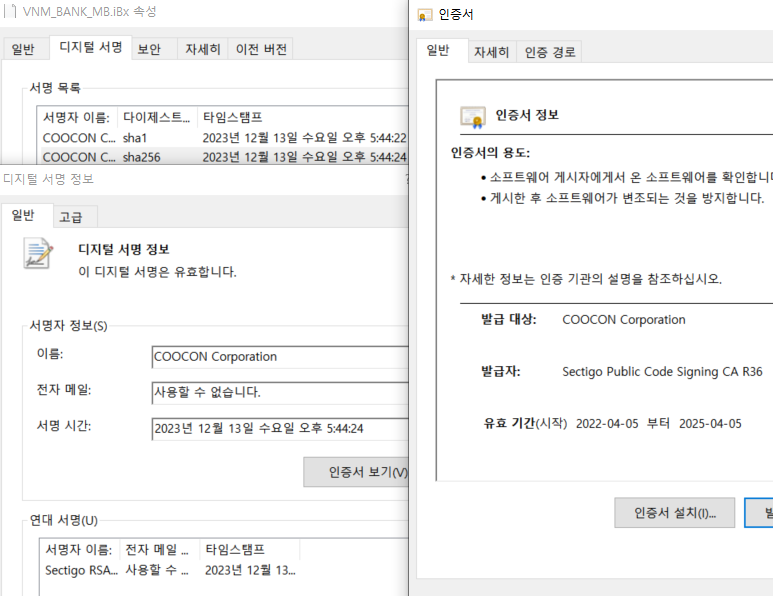 VNM_BANK_MB.iBx 속성
일반 디지털 서명 보안 자세히 이전 버전
서명 목록
서명자 이름: 다이제스트... 타임스탬프
COOCON C... sha1 2023년 12월 13일 수요일 오후 5:44:22
COOCON C... sha256 2023년 12월 13일 수요일 오후 5:44:24
디지털 서명 정보
?
일반 고급
디지털 서명 정보
이 디지털 서명은 유효합니다.
서명자 정보(S)
이름: COOCON Corporation
전자 메일: 사용할 수 없습니다.
서명 시간: 2023년 12월 13일 수요일 오후 5:44:24
인증서 보기(V)
연대 서명(U)
서명자 이름: 전자 메일 ... 타임스탬프
Sectigo RSA... 사용할 수 ... 2023년 12월 13...
인증서
일반 자세히 인증 경로
인증서 정보
인증서의 용도:
• 소프트웨어 게시자에게서 온 소프트웨어를 확인합니
• 게시한 후 소프트웨어가 변조되는 것을 방지합니다.
* 자세한 정보는 인증 기관의 설명을 참조하십시오.
발급 대상: COOCON Corporation
발급자: Sectigo Public Code Signing CA R36
유효 기간(시작) 2022-04-05 부터 2025-04-05
인증서 설치(I)...